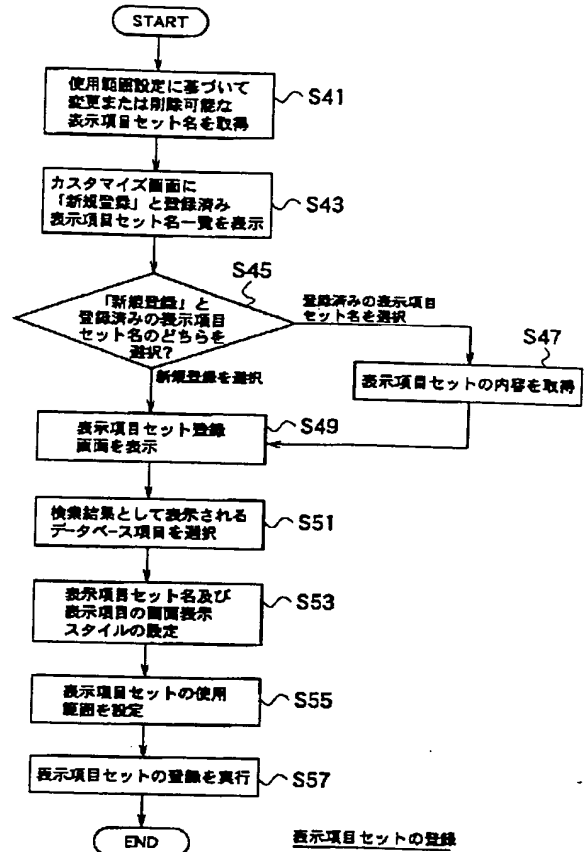 START
使用範囲設定に基づいて
変更または削除可能な
表示項目セット名を取得
S41
カスタマイズ画面に
「新規登録」と登録済み
表示項目セット名一覧を表示
S43
S45
「新規登録」と
登録済みの表示項目
セット名のどちらを
選択?
登録済みの表示項目
セット名を選択
新規登録を選択
S47
表示項目セットの内容を取得
表示項目セット登録
画面を表示
S49
検索結果として表示される
データベース項目を選択
S51
表示項目セット名及び
表示項目の画面表示
スタイルの設定
S53
表示項目セットの使用
範囲を設定
S55
表示項目セットの登録を実行
S57
END
表示項目セットの登録